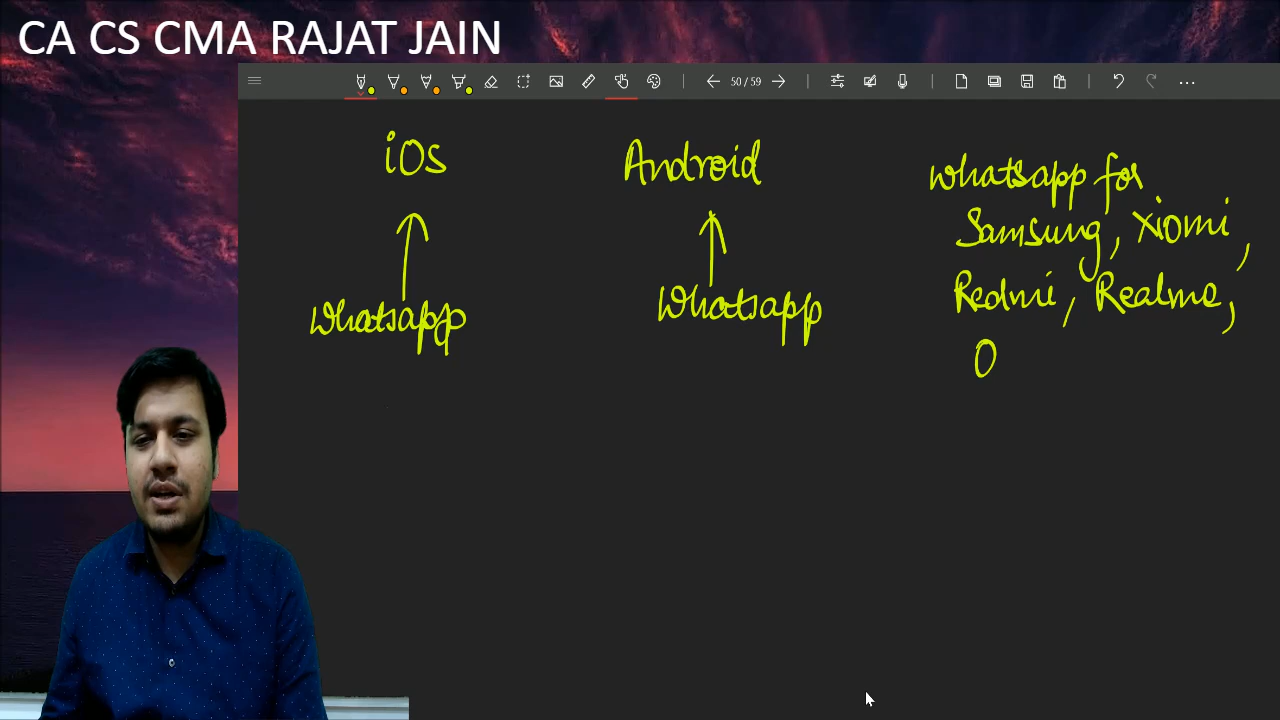 CA CS CMA RAJAT JAIN
50 / 59
iOS
Android
Whatsapp
Whatsapp
Whatsapp for
Samsung, Xiomi,
Redmi, Realme,
O